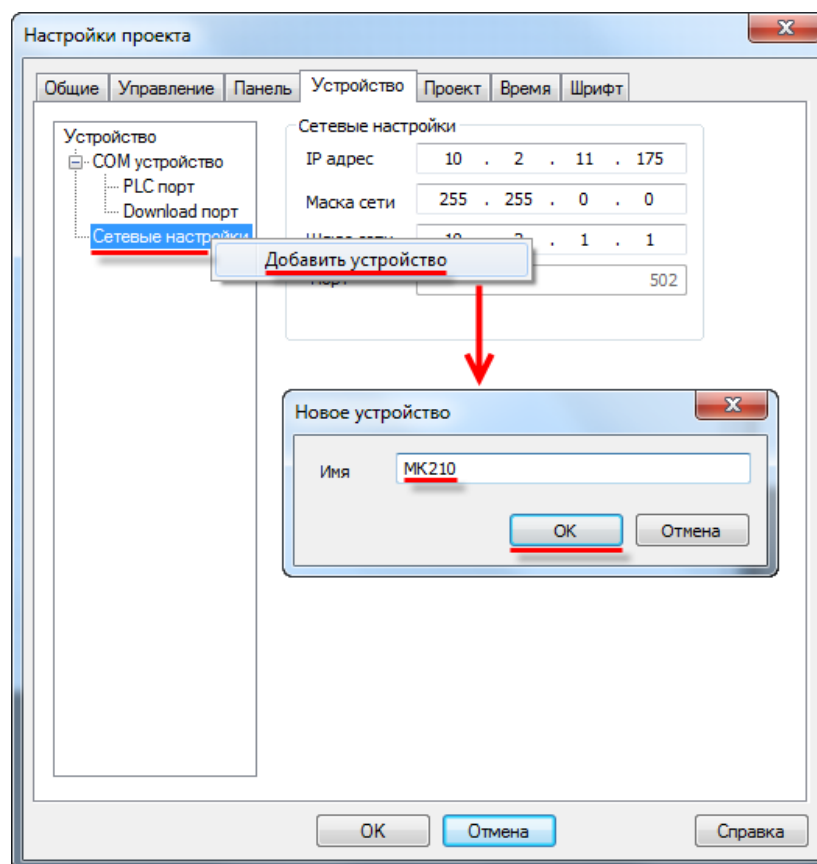 Настройки проекта
Общие Управление Панель Устройство Проект Время Шрифт
Устройство
COM устройство
PLC порт
Download порт
Сетевые настройки
Сетевые настройки
IP адрес 10 . 2 . 11 . 175
Маска сети 255 . 255 . 0 . 0
сети . 1 . 1
Добавить устройство
502
Новое устройство
Имя MK210
OK Отмена
OK Отмена Справка